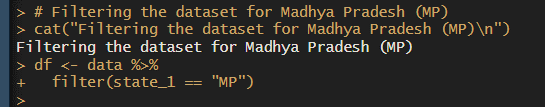 > # Filtering the dataset for Madhya Pradesh (MP)
> cat("Filtering the dataset for Madhya Pradesh (MP)\n")
Filtering the dataset for Madhya Pradesh (MP)
> df <- data %>%
+   filter(state_1 == "MP")
>